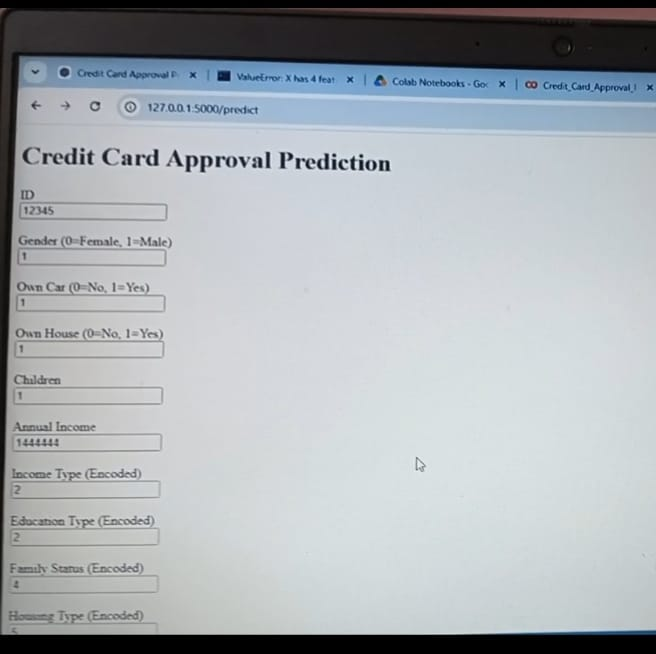 Credit Card Approval P
ValueError: X has 4 feat
Colab Notebooks - Goo
Credit_Card_Approval_
127.0.0.1:5000/predict
Credit Card Approval Prediction
ID
12345
Gender (0=Female, 1=Male)
1
Own Car (0=No, 1=Yes)
1
Own House (0=No, 1=Yes)
1
Children
1
Annual Income
1444444
Income Type (Encoded)
2
Education Type (Encoded)
2
Family Status (Encoded)
4
Housing Type (Encoded)
5